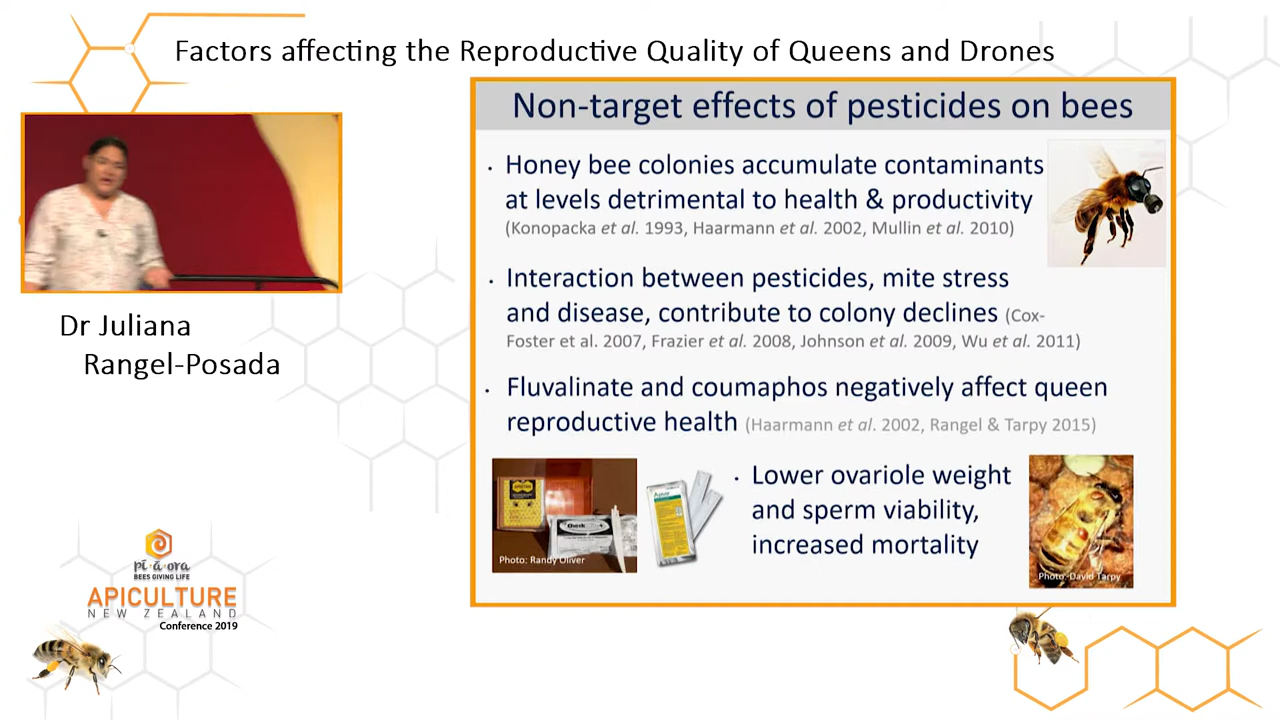 Factors affecting the Reproductive Quality of Queens and Drones
Non-target effects of pesticides on bees
· Honey bee colonies accumulate contaminants
at levels detrimental to health & productivity
(Konopacka et al. 1993, Haarmann et al. 2002, Mullin et al. 2010)
· Interaction between pesticides, mite stress
and disease, contribute to colony declines (Cox-
Foster et al. 2007, Frazier et al. 2008, Johnson et al. 2009, Wu et al. 2011)
· Fluvalinate and coumaphos negatively affect queen
reproductive health (Haarmann et al. 2002, Rangel & Tarpy 2015)
· Lower ovariole weight
and sperm viability,
increased mortality
Photo: Randy Oliver
Photo: David Tarpy
Dr Juliana
Rangel-Posada
pī·ā·ora
BEES GIVING LIFE
APICULTURE
NEW ZEALAND
Conference 2019